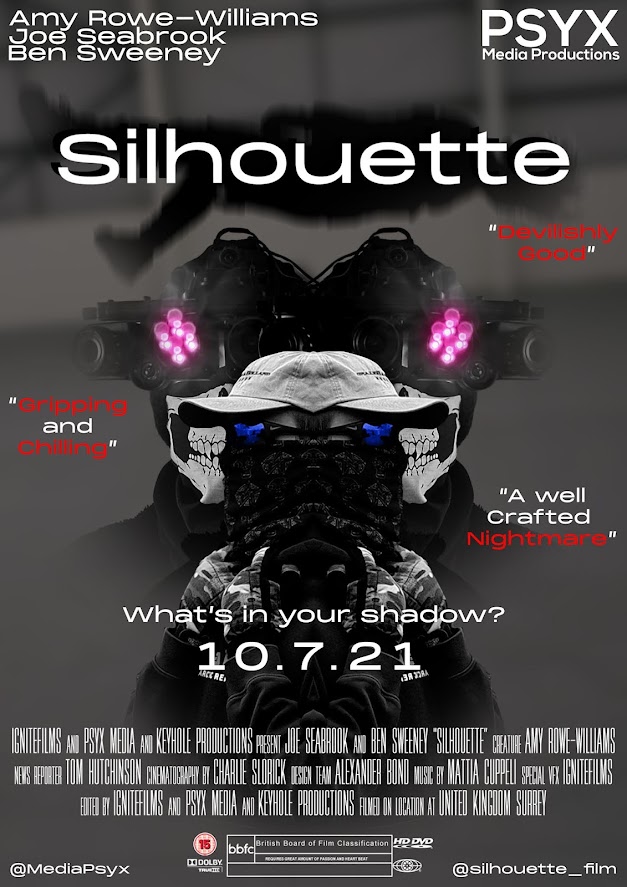 Amy Rowe-Williams
Joe Seabrook
Ben Sweeney
PSYX
Media Productions
Silhouette
"Devilishly
Good"
"Gripping
and
Chilling"
"A well
Crafted
Nightmare"
What's in your shadow?
10.7.21
IGNITEFILMS AND PSYX MEDIA AND KEYHOLE PRODUCTIONS PRESENT JOE SEABROOK AND BEN SWEENEY "SILHOUETTE" CREATURE AMY ROWE-WILLIAMS
NEWS REPORTER TOM HUTCHINSON CINEMATOGRAPHY BY CHARLIE SLORICK DESIGN TEAM ALEXANDER BOND MUSIC BY MATTIA CUPPELI SPECIAL VFX IGNITEFILMS
EDITED BY IGNITEFILMS AND PSYX MEDIA AND KEYHOLE PRODUCTIONS FILMED ON LOCATION AT UNITED KINGDOM SURREY
15
DOLBY
TRUEHD
bbfc
British Board of Film Classification
REQUIRED GREAT AMOUNT OF PASSION AND HEART BEAT
HD DVD
@MediaPsyx
@silhouette_film